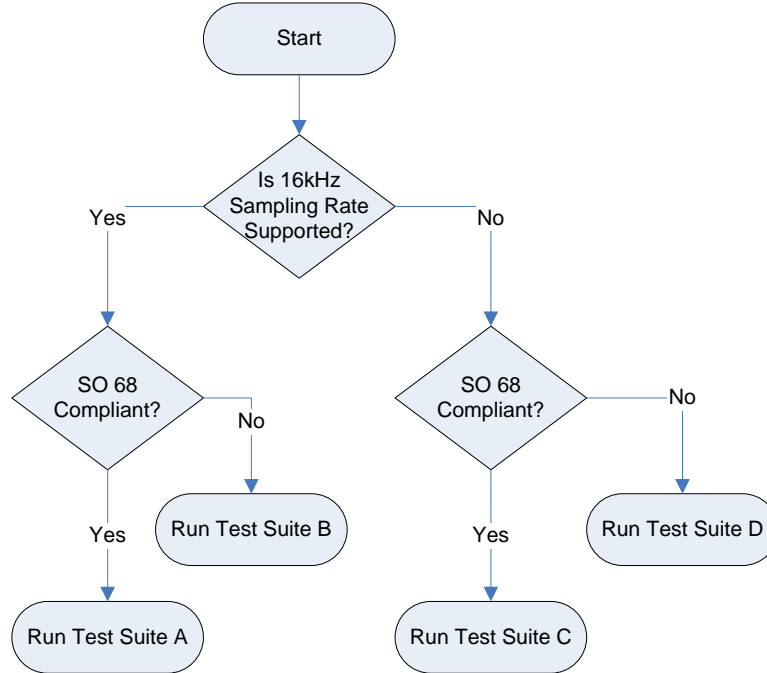 Start
Is 16kHz
Sampling Rate
Supported?
Yes
No
SO 68
Compliant?
No
Yes
Run Test Suite B
Run Test Suite A
SO 68
Compliant?
No
Yes
Run Test Suite D
Run Test Suite C